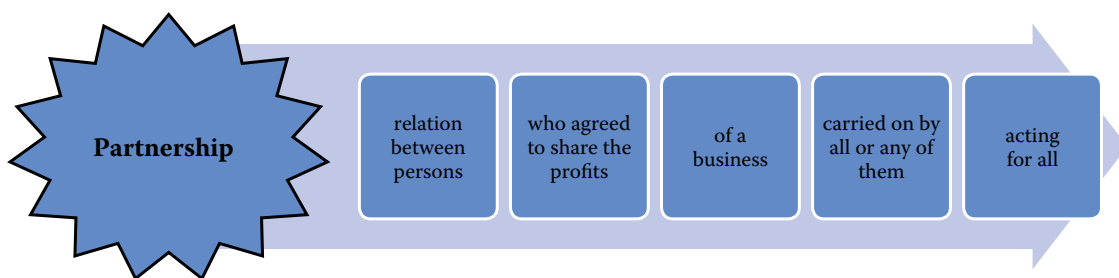 Partnership
relation
between
persons
who agreed
to share the
profits
of a
business
carried on by
all or any of
them
acting
for all